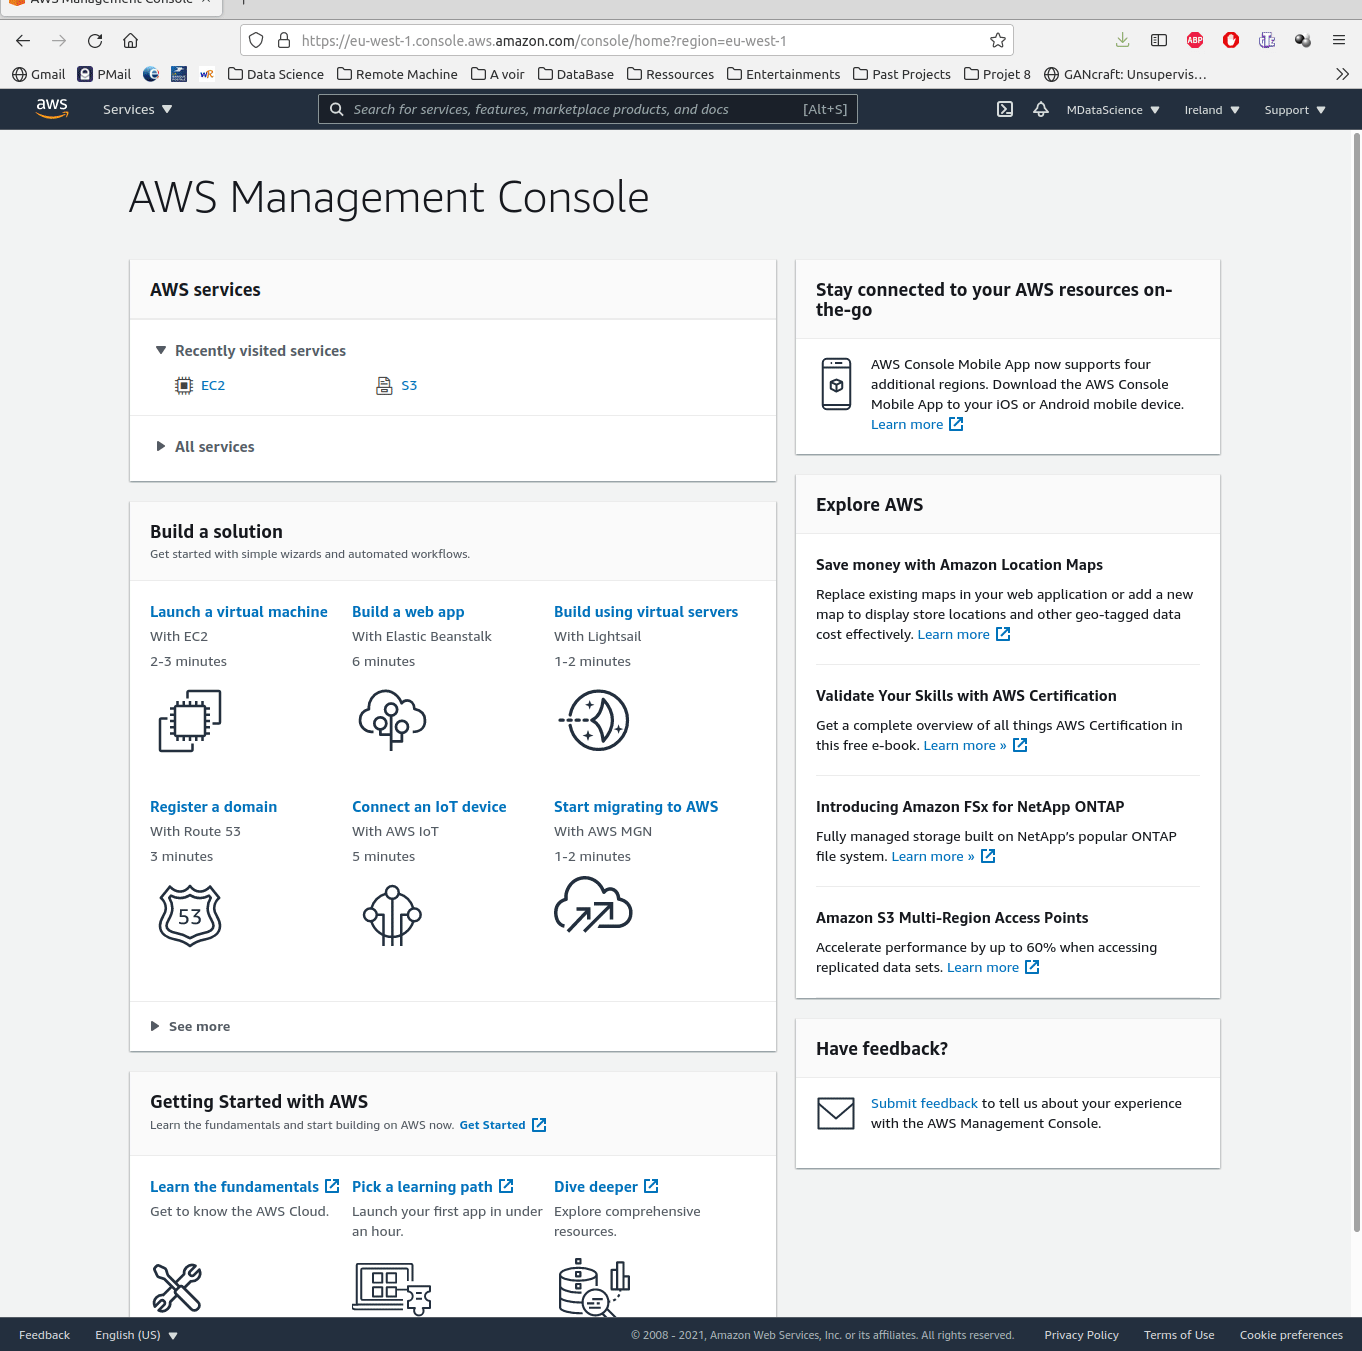 AWS Management Console
https://eu-west-1.console.aws.amazon.com/console/home?region=eu-west-1
ABP
Gmail PMail Data Science Remote Machine A voir DataBase Ressources Entertainments Past Projects Projet 8 GANcraft: Unsupervis...
aws Services Search for services, features, marketplace products, and docs [Alt+S] MDataScience Ireland Support
AWS Management Console
AWS services
Recently visited services
EC2 S3
All services
Build a solution
Get started with simple wizards and automated workflows.
Launch a virtual machine
With EC2
2-3 minutes
Build a web app
With Elastic Beanstalk
6 minutes
Build using virtual servers
With Lightsail
1-2 minutes
Register a domain
With Route 53
3 minutes
53
Connect an IoT device
With AWS IoT
5 minutes
Start migrating to AWS
With AWS MGN
1-2 minutes
See more
Getting Started with AWS
Learn the fundamentals and start building on AWS now. Get Started
Learn the fundamentals
Get to know the AWS Cloud.
Pick a learning path
Launch your first app in under
an hour.
Dive deeper
Explore comprehensive
resources.
Stay connected to your AWS resources on-
the-go
AWS Console Mobile App now supports four
additional regions. Download the AWS Console
Mobile App to your iOS or Android mobile device.
Learn more
Explore AWS
Save money with Amazon Location Maps
Replace existing maps in your web application or add a new
map to display store locations and other geo-tagged data
cost effectively. Learn more
Validate Your Skills with AWS Certification
Get a complete overview of all things AWS Certification in
this free e-book. Learn more »
Introducing Amazon FSx for NetApp ONTAP
Fully managed storage built on NetApp's popular ONTAP
file system. Learn more »
Amazon S3 Multi-Region Access Points
Accelerate performance by up to 60% when accessing
replicated data sets. Learn more
Have feedback?
Submit feedback to tell us about your experience
with the AWS Management Console.
Feedback English (US) © 2008 - 2021, Amazon Web Services, Inc. or its affiliates. All rights reserved. Privacy Policy Terms of Use Cookie preferences